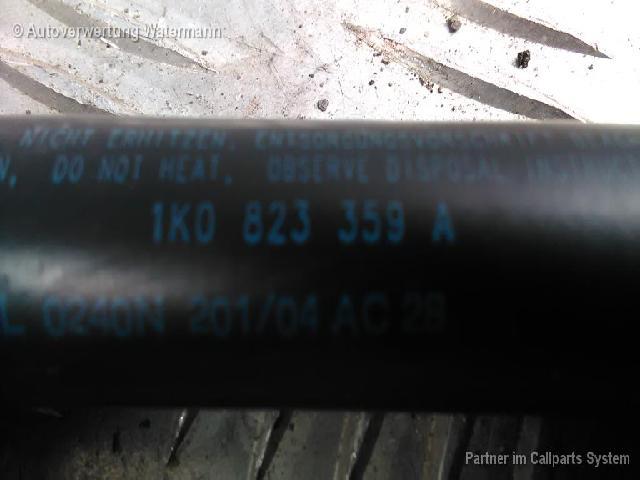 © Autoverwertung Watermann
NICHT ERHITZEN. ENTSORGUNGSVORSCHRIFT
DO NOT HEAT. OBSERVE DISPOSAL
1K0 823 359 A
0240N 201/04 AC 28
Partner im Callparts System